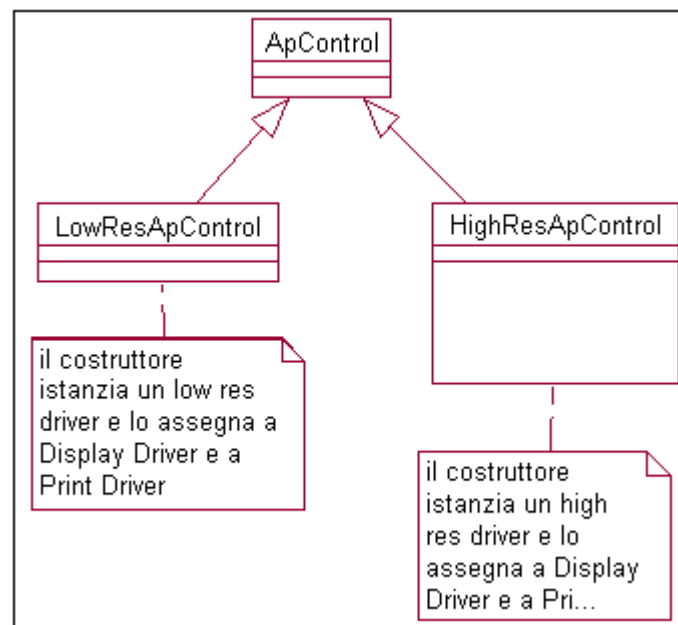 ApControl
LowResApControl
HighResApControl
il costruttore
istanzia un low res
driver e lo assegna a
Display Driver e a
Print Driver
il costruttore
istanzia un high
res driver e lo
assegna a Display
Driver e a Pri...